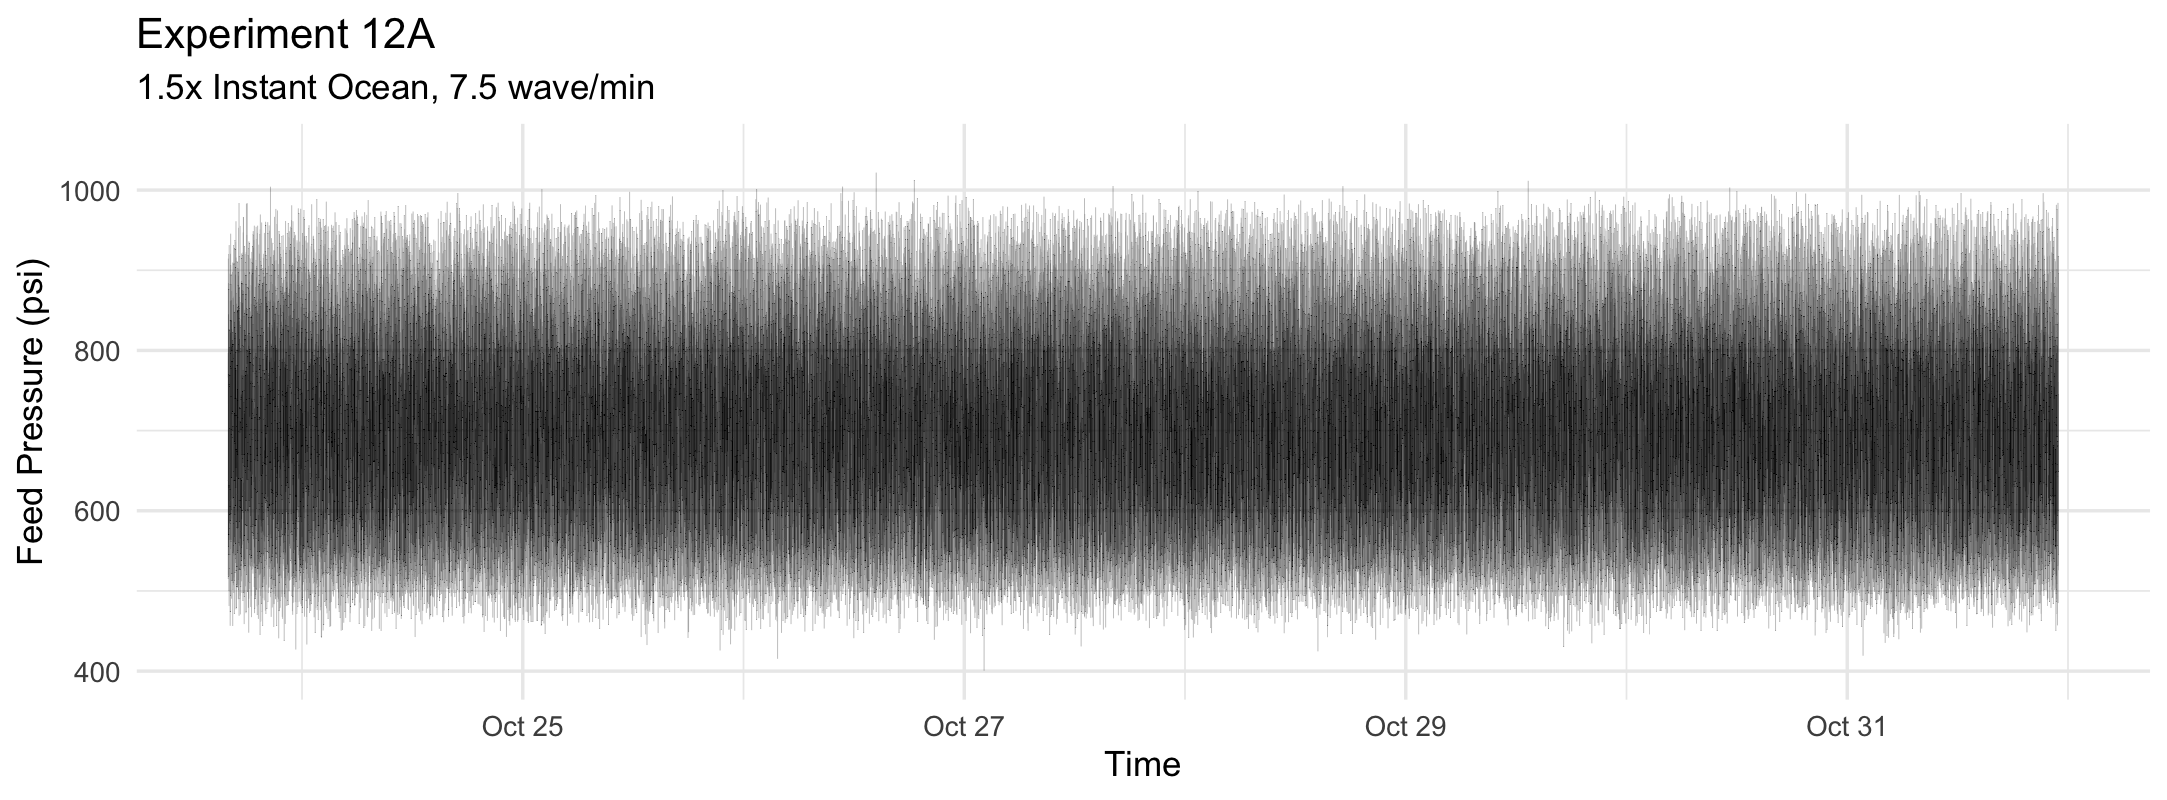 Experiment 12A
1.5x Instant Ocean, 7.5 wave/min
Feed Pressure (psi)
1000
800
600
400
Oct 25 Oct 27 Oct 29 Oct 31
Time